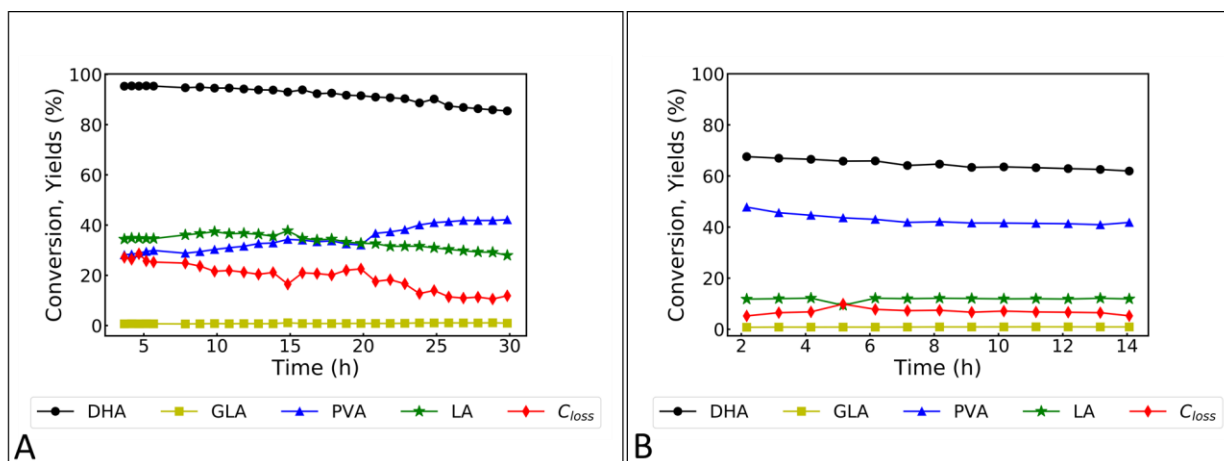 Conversion, Yields (%)
100
80
60
40
20
0
5
10
15
20
25
30
Time (h)
DHA
GLA
PVA
LA
C_loss
A
Conversion, Yields (%)
100
80
60
40
20
0
2
4
6
8
10
12
14
Time (h)
DHA
GLA
PVA
LA
C_loss
B